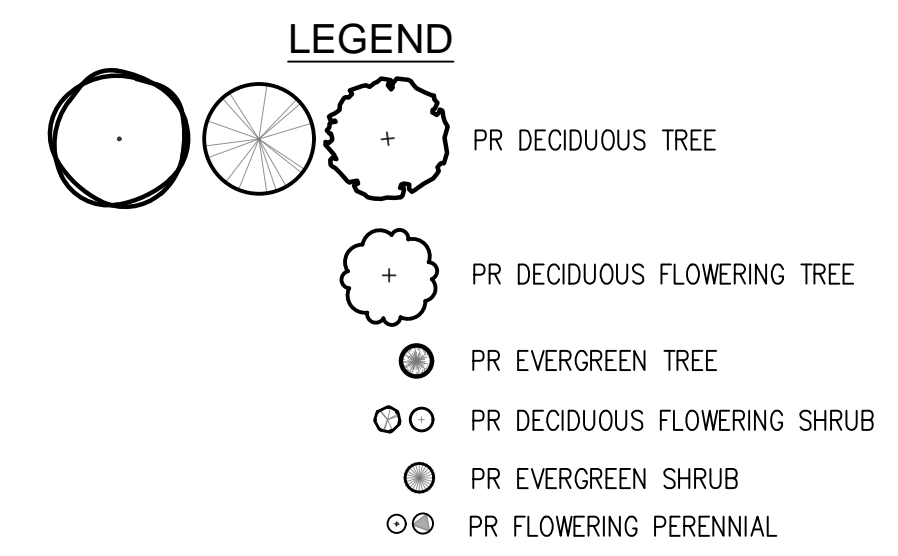 LEGEND
PR DECIDUOUS TREE
PR DECIDUOUS FLOWERING TREE
PR EVERGREEN TREE
PR DECIDUOUS FLOWERING SHRUB
PR EVERGREEN SHRUB
PR FLOWERING PERENNIAL